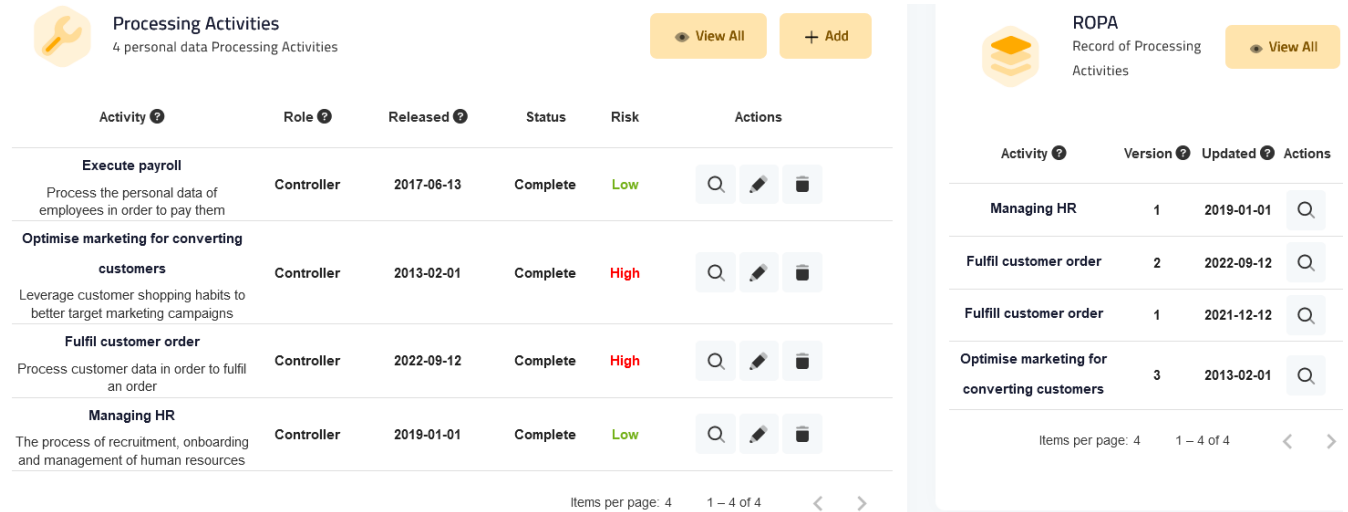 Processing Activities
4 personal data Processing Activities
View All
+ Add
Activity ? Role ? Released ? Status Risk Actions
Execute payroll
Process the personal data of
employees in order to pay them
Controller 2017-06-13 Complete Low
Optimise marketing for converting
customers
Leverage customer shopping habits to
better target marketing campaigns
Controller 2013-02-01 Complete High
Fulfil customer order
Process customer data in order to fulfil
an order
Controller 2022-09-12 Complete High
Managing HR
The process of recruitment, onboarding
and management of human resources
Controller 2019-01-01 Complete Low
Items per page: 4 1 – 4 of 4
ROPA
Record of Processing
Activities
View All
Activity ? Version ? Updated ? Actions
Managing HR 1 2019-01-01
Fulfil customer order 2 2022-09-12
Fulfill customer order 1 2021-12-12
Optimise marketing for
converting customers
3 2013-02-01
Items per page: 4 1 – 4 of 4